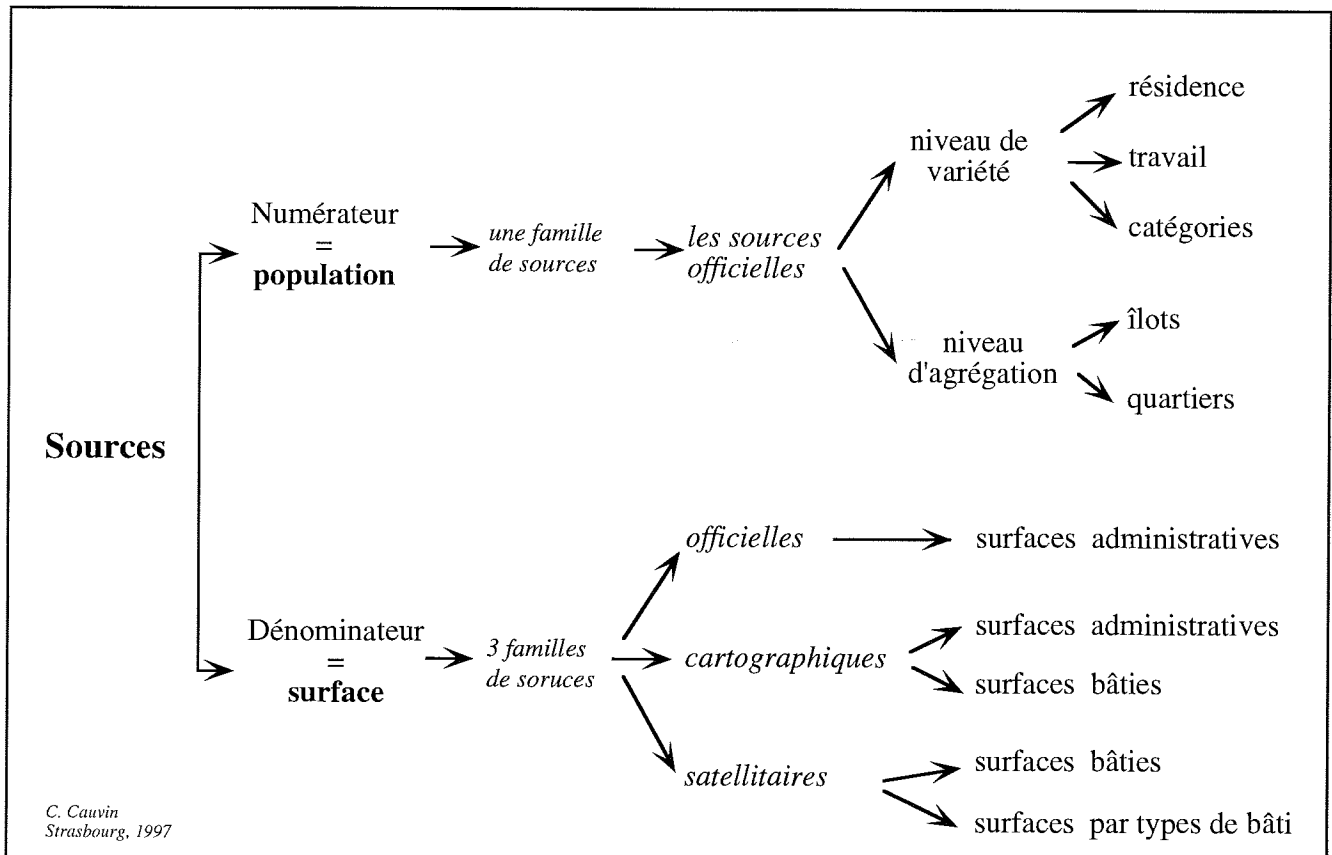 Sources
Numérateur
=
population
une famille
de sources
les sources
officielles
niveau de
variété
résidence
travail
catégories
niveau
d'agrégation
îlots
quartiers
Dénominateur
=
surface
3 familles
de soruces
officielles
surfaces administratives
cartographiques
surfaces administratives
surfaces bâties
satellitaires
surfaces bâties
surfaces par types de bâti
C. Cauvin
Strasbourg, 1997